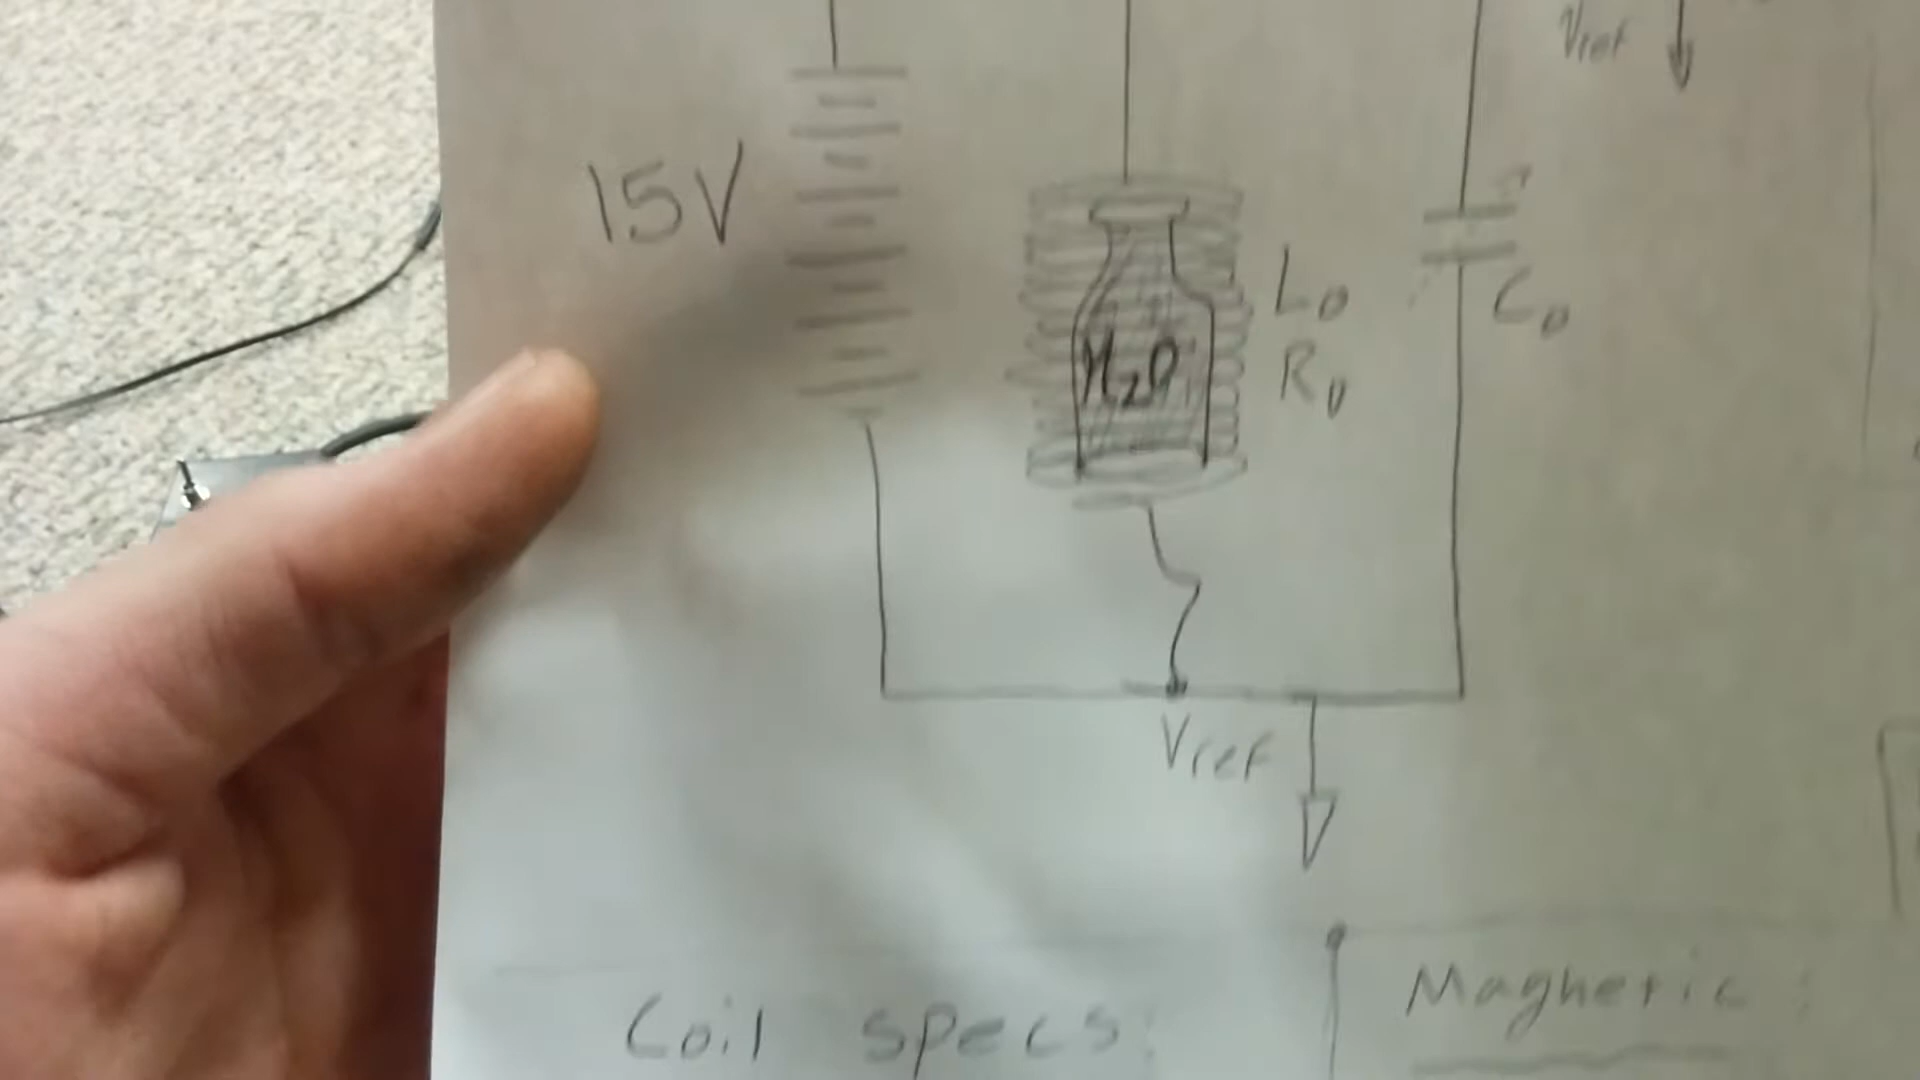 Vref
15V
L0
C0
R0
H2O
Vref
Coil specs:
Magnetic: